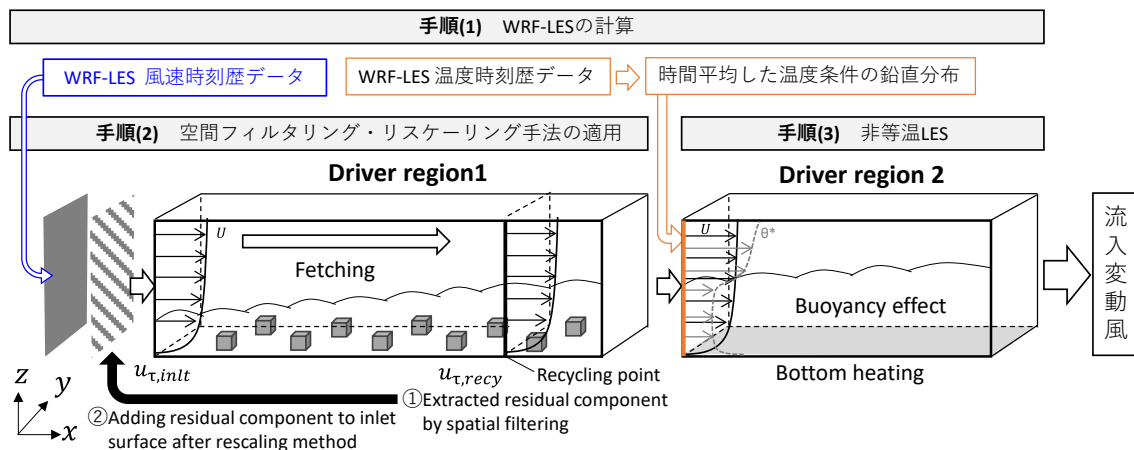 手順(1) WRF-LESの計算
WRF-LES 風速時刻歴データ
WRF-LES 温度時刻歴データ
時間平均した温度条件の鉛直分布
手順(2) 空間フィルタリング・リスケーリング手法の適用
手順(3) 非等温LES
Driver region1
Driver region 2
U
Fetching
U
θ*
Buoyancy effect
流入変動風
u_{τ,inlt}
u_{τ,recy}
Recycling point
Bottom heating
z
y
x
①Extracted residual component
by spatial filtering
②Adding residual component to inlet
surface after rescaling method